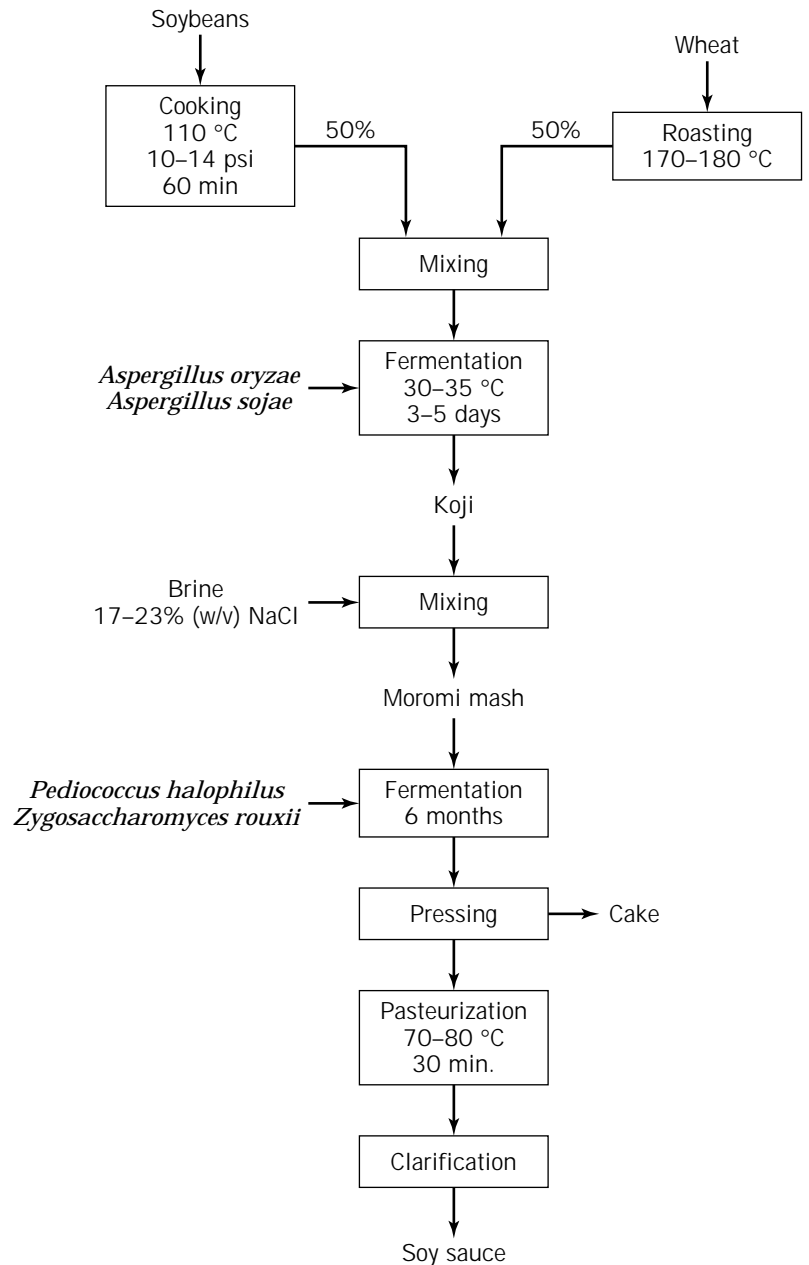 Soybeans
Wheat
Cooking
110 °C
10–14 psi
60 min
50%
50%
Roasting
170–180 °C
Mixing
Aspergillus oryzae
Aspergillus sojae
Fermentation
30–35 °C
3–5 days
Koji
Brine
17–23% (w/v) NaCl
Mixing
Moromi mash
Pediococcus halophilus
Zygosaccharomyces rouxii
Fermentation
6 months
Pressing
Cake
Pasteurization
70–80 °C
30 min.
Clarification
Soy sauce